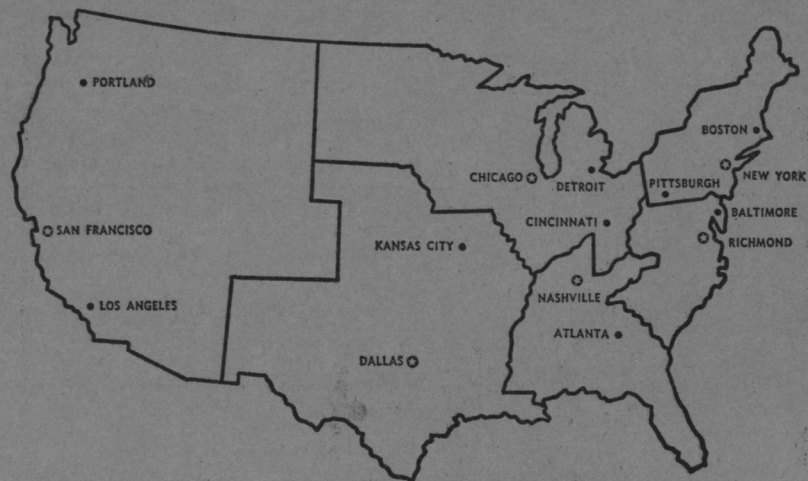 PORTLAND
BOSTON
NEW YORK
CHICAGO
DETROIT
PITTSBURGH
BALTIMORE
CINCINNATI
SAN FRANCISCO
RICHMOND
KANSAS CITY
NASHVILLE
LOS ANGELES
ATLANTA
DALLAS